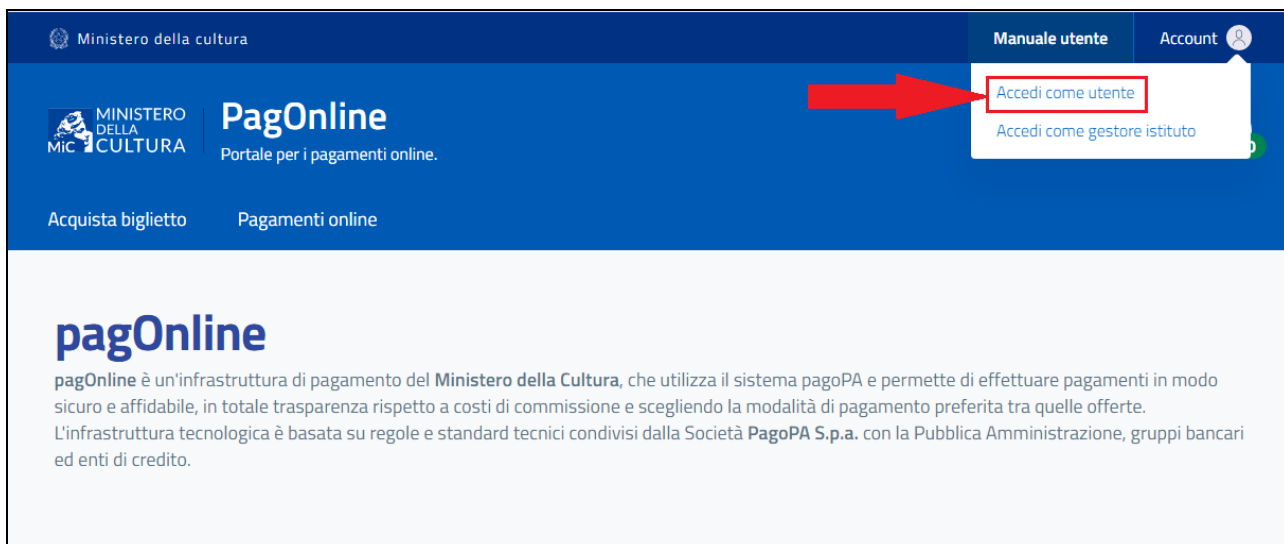 Ministero della cultura
Manuale utente
Account
Accedi come utente
Accedi come gestore istituto
MiC
MINISTERO
DELLA
CULTURA
PagOnline
Portale per i pagamenti online.
Acquista biglietto
Pagamenti online
pagOnline
pagOnline è un'infrastruttura di pagamento del Ministero della Cultura, che utilizza il sistema pagoPA e permette di effettuare pagamenti in modo
sicuro e affidabile, in totale trasparenza rispetto a costi di commissione e scegliendo la modalità di pagamento preferita tra quelle offerte.
L'infrastruttura tecnologica è basata su regole e standard tecnici condivisi dalla Società PagoPA S.p.a. con la Pubblica Amministrazione, gruppi bancari
ed enti di credito.